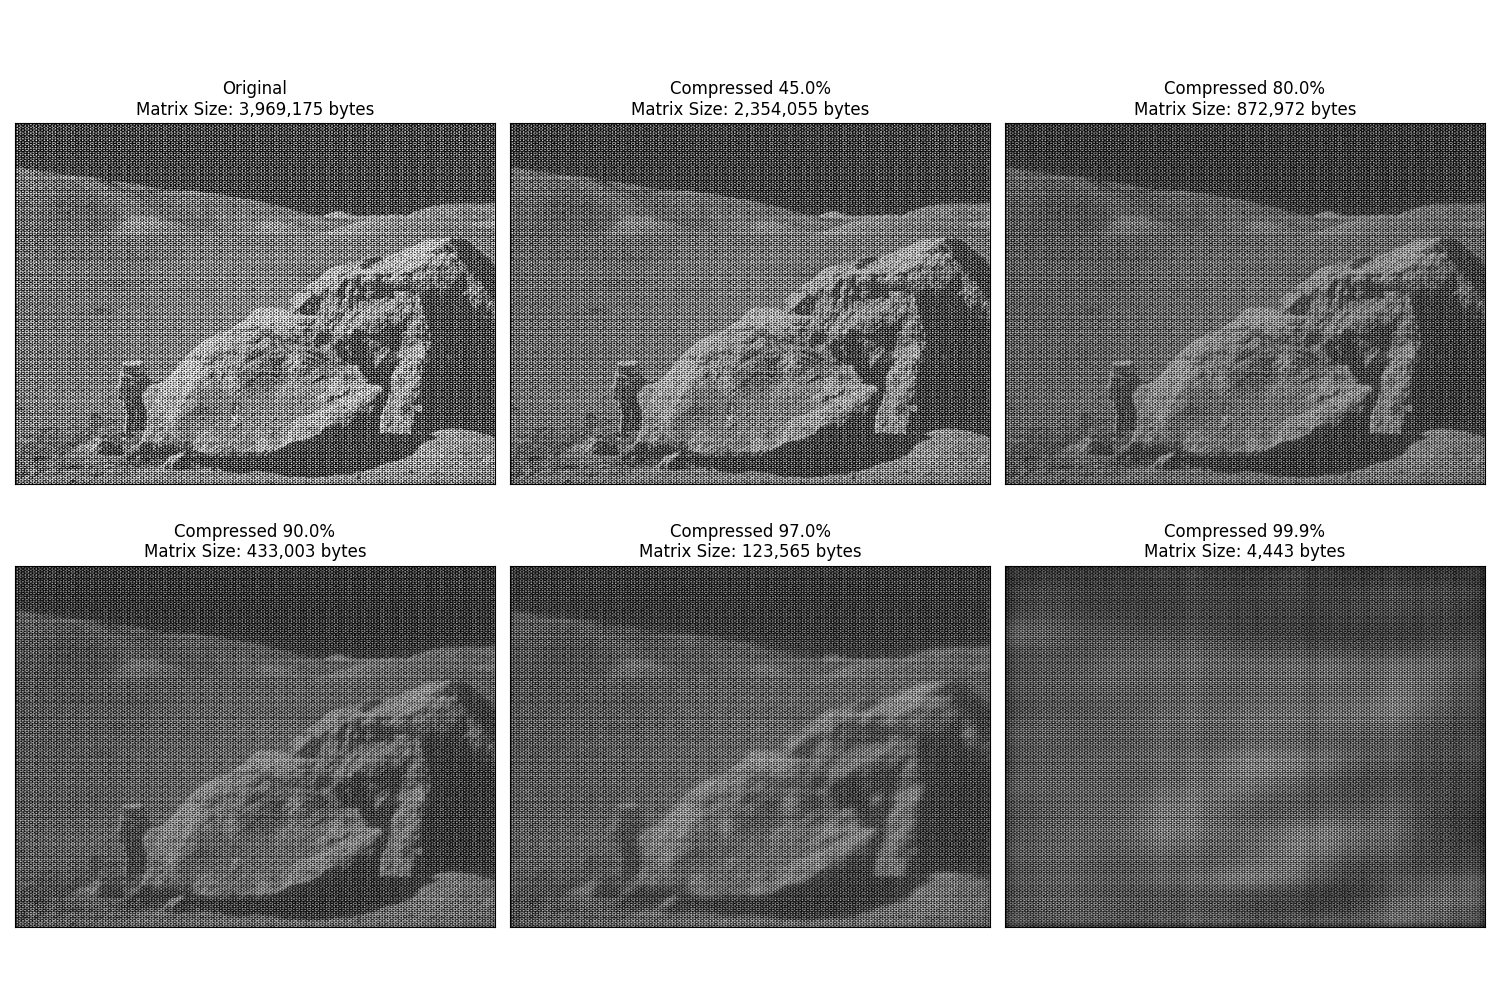 Original
Matrix Size: 3,969,175 bytes
Compressed 45.0%
Matrix Size: 2,354,055 bytes
Compressed 80.0%
Matrix Size: 872,972 bytes
Compressed 90.0%
Matrix Size: 433,003 bytes
Compressed 97.0%
Matrix Size: 123,565 bytes
Compressed 99.9%
Matrix Size: 4,443 bytes